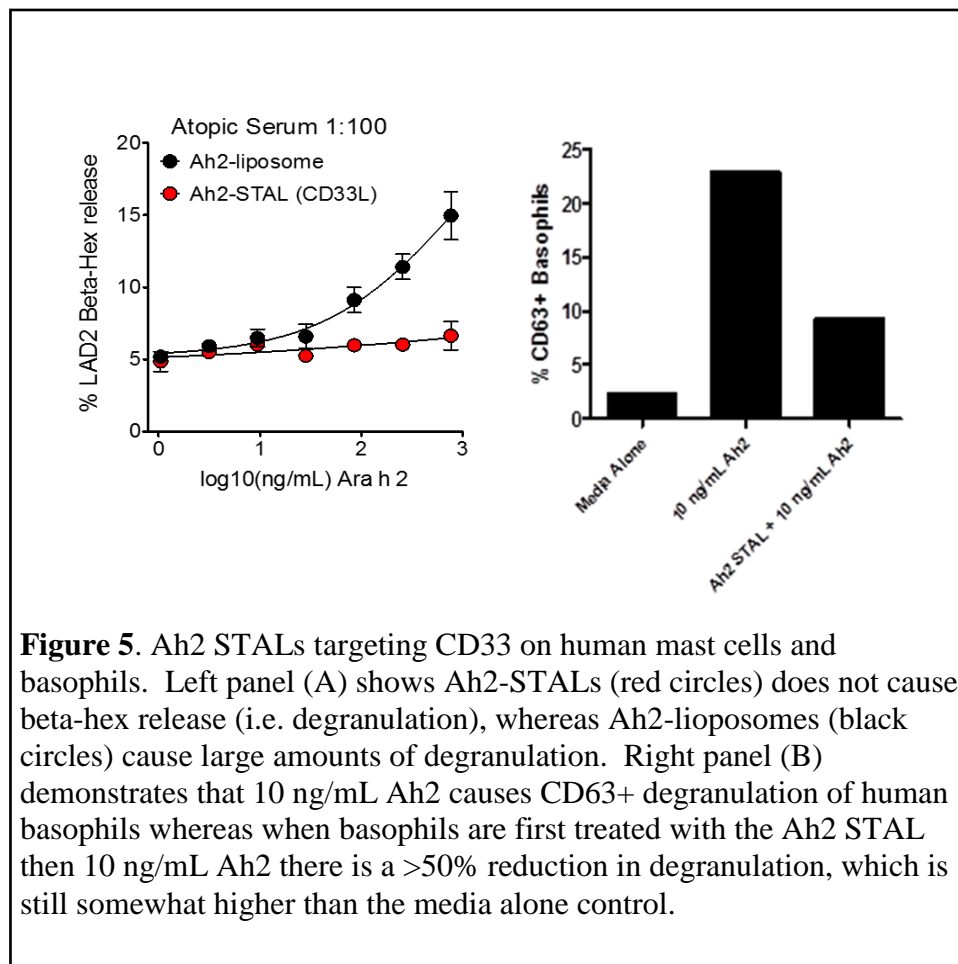 Atopic Serum 1:100
Ah2-liposome
Ah2-STAL (CD33L)
% LAD2 Beta-Hex release
20
15
10
5
0
0
1
2
3
log10(ng/mL) Ara h 2
% CD63+ Basophils
25
20
15
10
5
0
Media Alone
10 ng/mL Ah2
Ah2 STAL + 10 ng/mL Ah2
Figure 5. Ah2 STALs targeting CD33 on human mast cells and
basophils. Left panel (A) shows Ah2-STALs (red circles) does not cause
beta-hex release (i.e. degranulation), whereas Ah2-lioposomes (black
circles) cause large amounts of degranulation. Right panel (B)
demonstrates that 10 ng/mL Ah2 causes CD63+ degranulation of human
basophils whereas when basophils are first treated with the Ah2 STAL
then 10 ng/mL Ah2 there is a >50% reduction in degranulation, which is
still somewhat higher than the media alone control.